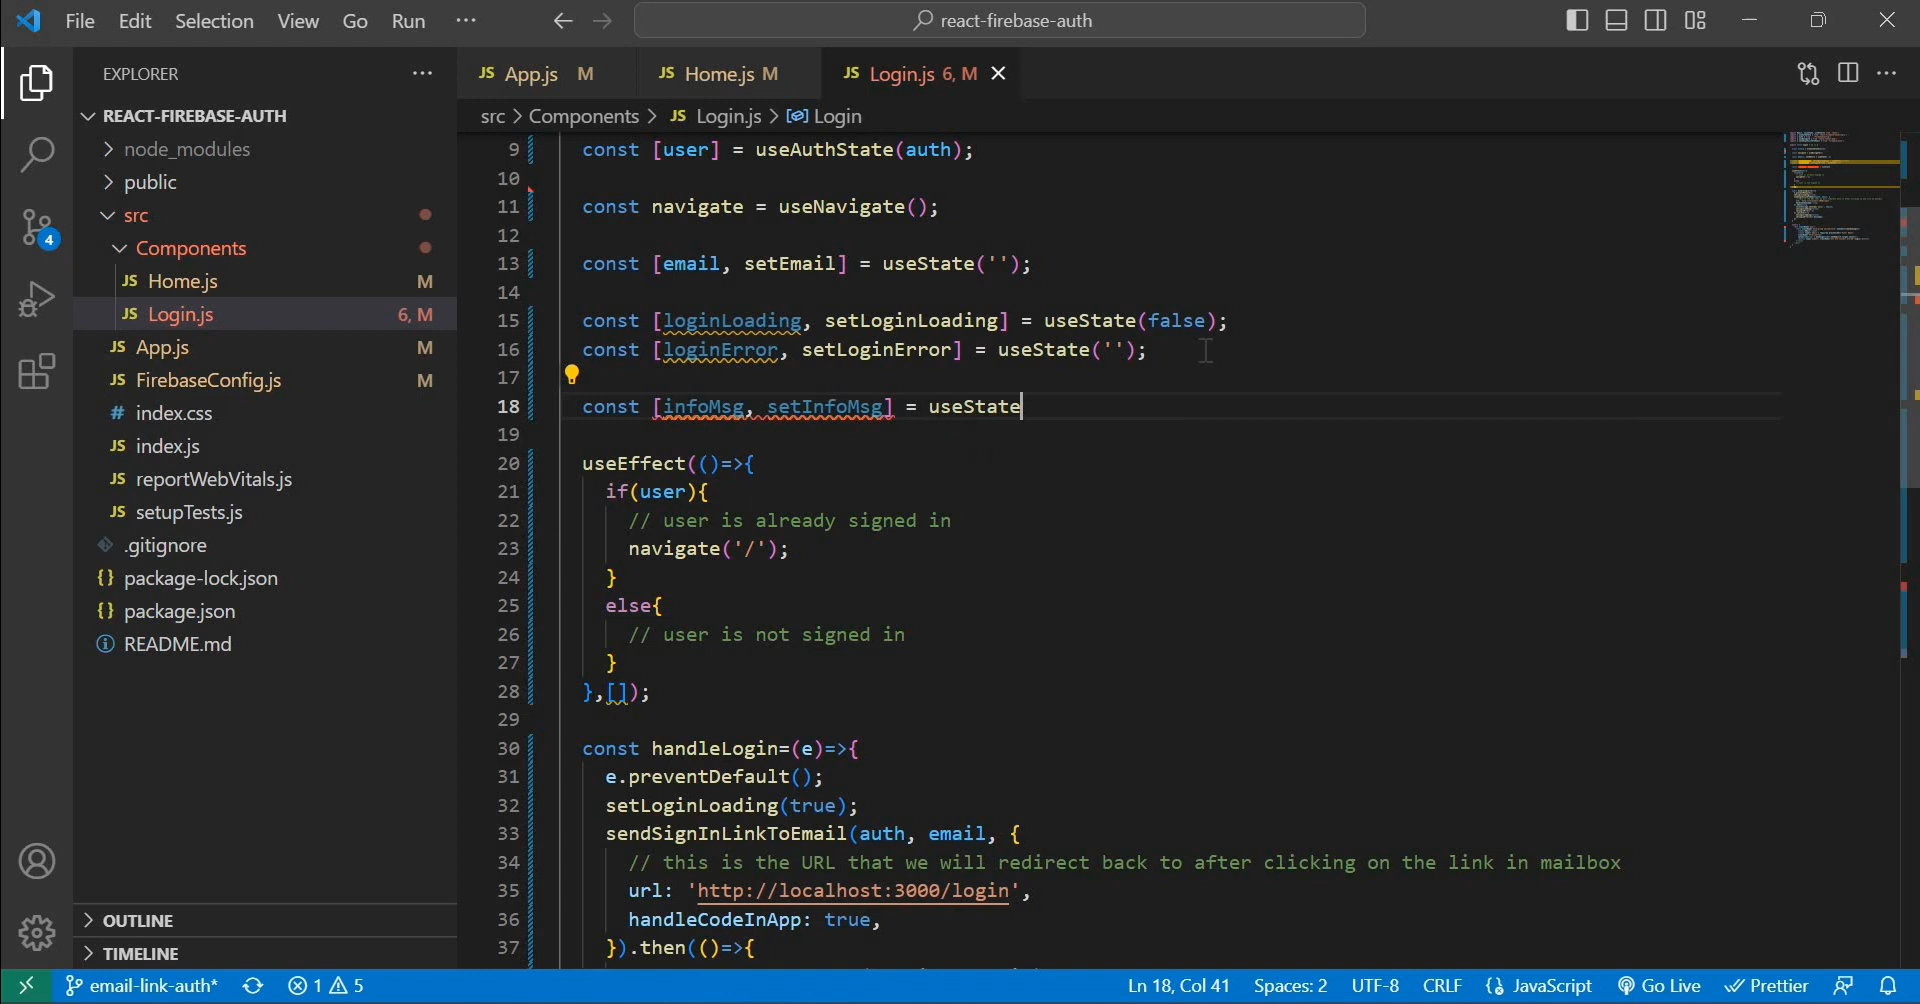 File Edit Selection View Go Run ··· react-firebase-auth
EXPLORER ···
REACT-FIREBASE-AUTH
node_modules
public
src
Components
JS Home.js M
JS Login.js 6, M
JS App.js M
JS FirebaseConfig.js M
# index.css
JS index.js
JS reportWebVitals.js
JS setupTests.js
.gitignore
{} package-lock.json
{} package.json
README.md
OUTLINE
TIMELINE
4
JS App.js M JS Home.js M JS Login.js 6, M
src > Components > JS Login.js > Login
9 const [user] = useAuthState(auth);
10
11 const navigate = useNavigate();
12
13 const [email, setEmail] = useState('');
14
15 const [loginLoading, setLoginLoading] = useState(false);
16 const [loginError, setLoginError] = useState('');
17
18 const [infoMsg, setInfoMsg] = useState
19
20 useEffect(()=>{
21 if(user){
22 // user is already signed in
23 navigate('/');
24 }
25 else{
26 // user is not signed in
27 }
28 },[]);
29
30 const handleLogin=(e)=>{
31 e.preventDefault();
32 setLoginLoading(true);
33 sendSignInLinkToEmail(auth, email, {
34 // this is the URL that we will redirect back to after clicking on the link in mailbox
35 url: 'http://localhost:3000/login',
36 handleCodeInApp: true,
37 }).then(()=>{
email-link-auth* 1 5 Ln 18, Col 41 Spaces: 2 UTF-8 CRLF {} JavaScript Go Live Prettier